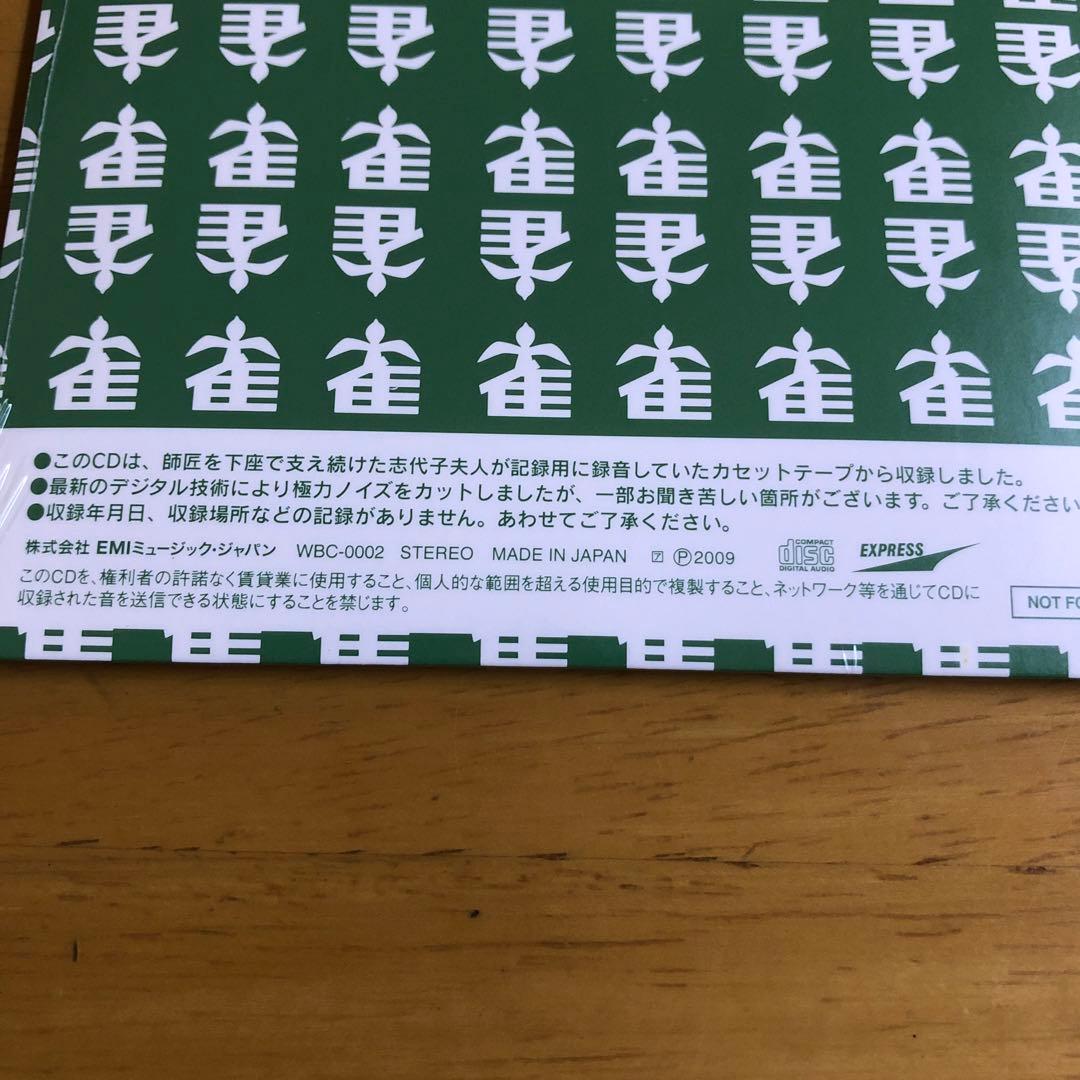 ●このCDは、師匠を下座で支え続けた志代子夫人が記録用に録音していたカセットテープから収録しました。
●最新のデジタル技術により極力ノイズをカットしましたが、一部お聞き苦しい箇所がございます。ご了承ください
●収録年月日、収録場所などの記録がありません。あわせてご了承ください。
株式会社 EMIミュージック・ジャパン WBC-0002 STEREO MADE IN JAPAN ア Ⓟ2009 COMPACT disc DIGITAL AUDIO EXPRESS
このCDを、権利者の許諾なく賃貸業に使用すること、個人的な範囲を超える使用目的で複製すること、ネットワーク等を通じてCDに
収録された音を送信できる状態にすることを禁じます。
NOT FO